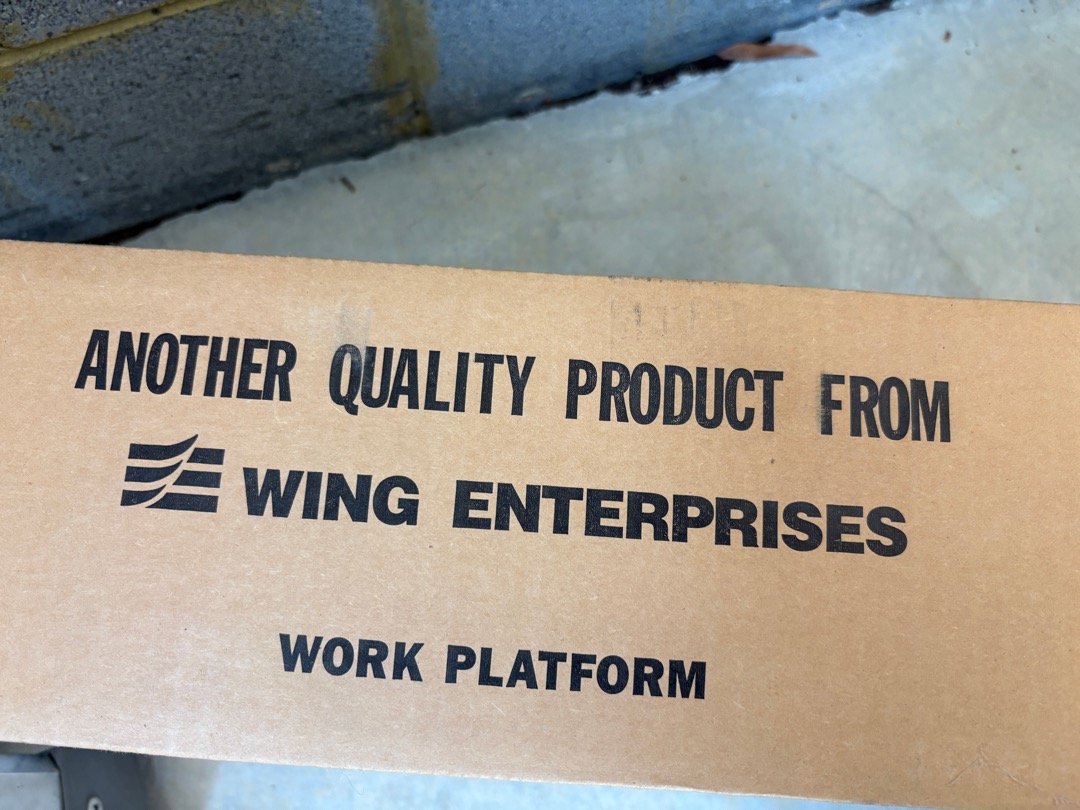 ANOTHER QUALITY PRODUCT FROM
WING ENTERPRISES
WORK PLATFORM